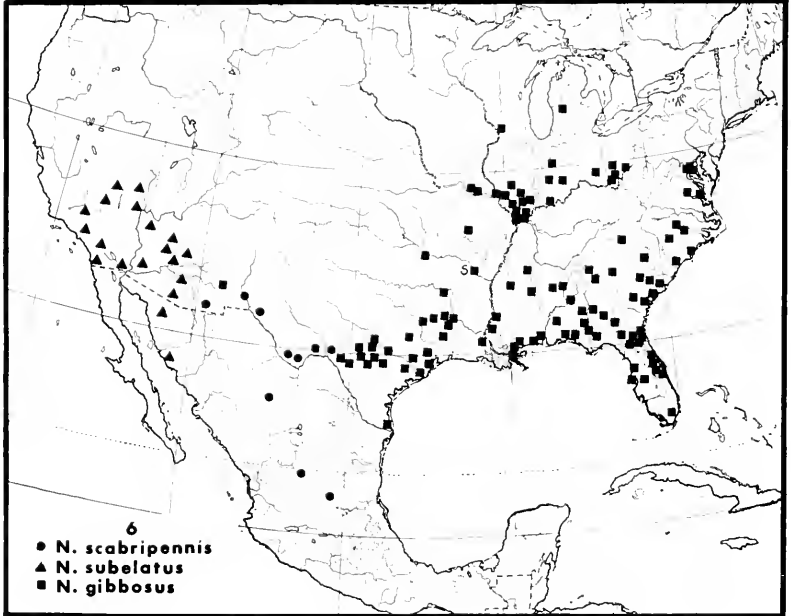 S
6
● N. scabripennis
▲ N. subelatus
■ N. gibbosus